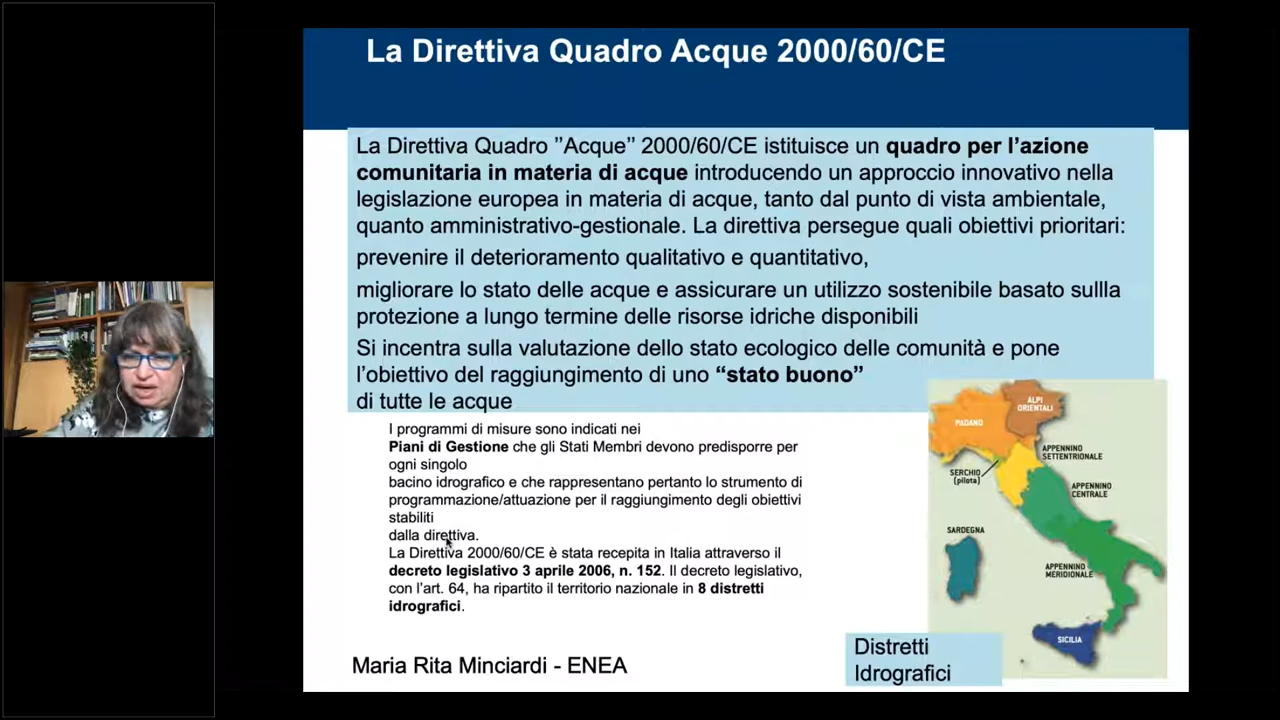 La Direttiva Quadro Acque 2000/60/CE
La Direttiva Quadro ”Acque” 2000/60/CE istituisce un quadro per l’azione
comunitaria in materia di acque introducendo un approccio innovativo nella
legislazione europea in materia di acque, tanto dal punto di vista ambientale,
quanto amministrativo-gestionale. La direttiva persegue quali obiettivi prioritari:
prevenire il deterioramento qualitativo e quantitativo,
migliorare lo stato delle acque e assicurare un utilizzo sostenibile basato sullla
protezione a lungo termine delle risorse idriche disponibili
Si incentra sulla valutazione dello stato ecologico delle comunità e pone
l’obiettivo del raggiungimento di uno “stato buono”
di tutte le acque
I programmi di misure sono indicati nei
Piani di Gestione che gli Stati Membri devono predisporre per
ogni singolo
bacino idrografico e che rappresentano pertanto lo strumento di
programmazione/attuazione per il raggiungimento degli obiettivi
stabiliti
dalla direttiva.
La Direttiva 2000/60/CE è stata recepita in Italia attraverso il
decreto legislativo 3 aprile 2006, n. 152. Il decreto legislativo,
con l’art. 64, ha ripartito il territorio nazionale in 8 distretti
idrografici.
ALPI
ORIENTALI
PADANO
APPENNINO
SETTENTRIONALE
SERCHIO
(pilota)
APPENNINO
CENTRALE
SARDEGNA
APPENNINO
MERIDIONALE
SICILIA
Distretti
Idrografici
Maria Rita Minciardi - ENEA